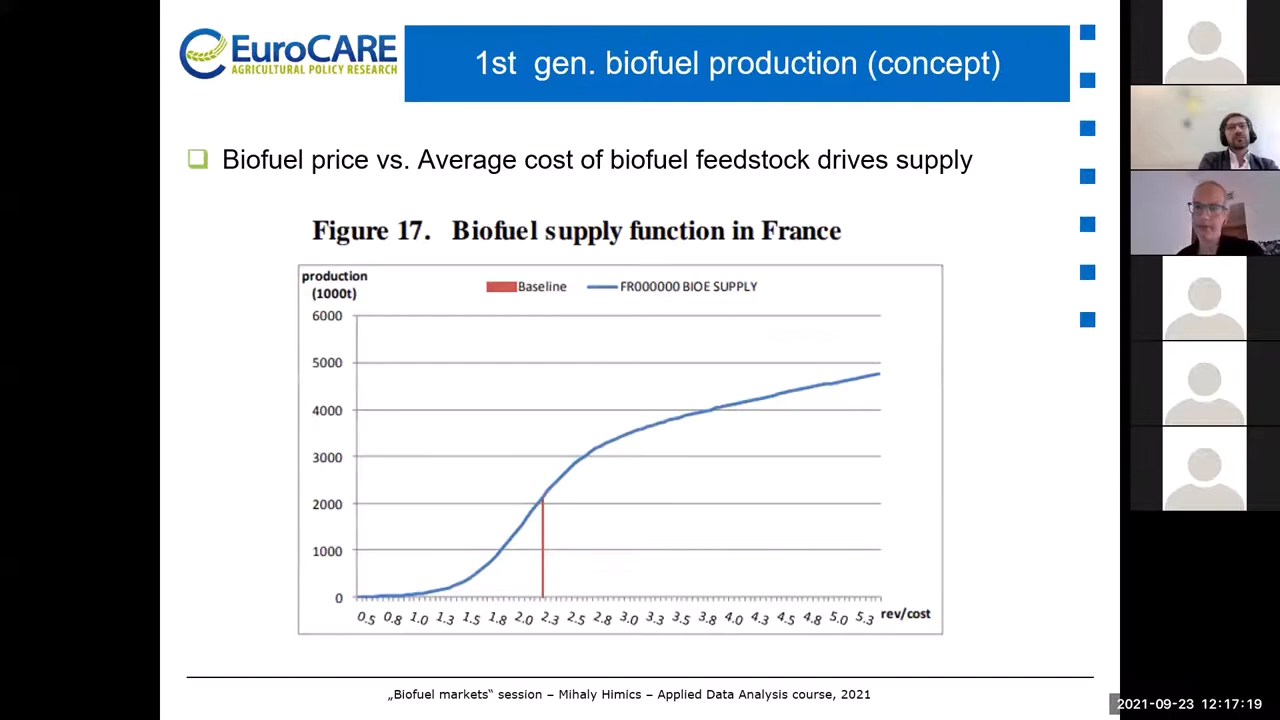 EuroCARE
AGRICULTURAL POLICY RESEARCH
1st gen. biofuel production (concept)
Biofuel price vs. Average cost of biofuel feedstock drives supply
Figure 17. Biofuel supply function in France
production
(1000t)
Baseline
FR000000 BIOE SUPPLY
6000
5000
4000
3000
2000
1000
0
0.5 0.8 1.0 1.3 1.5 1.8 2.0 2.3 2.5 2.8 3.0 3.3 3.5 3.8 4.0 4.3 4.5 4.8 5.0 5.3 rev/cost
„Biofuel markets“ session – Mihaly Himics – Applied Data Analysis course, 2021
2021-09-23 12:17:19